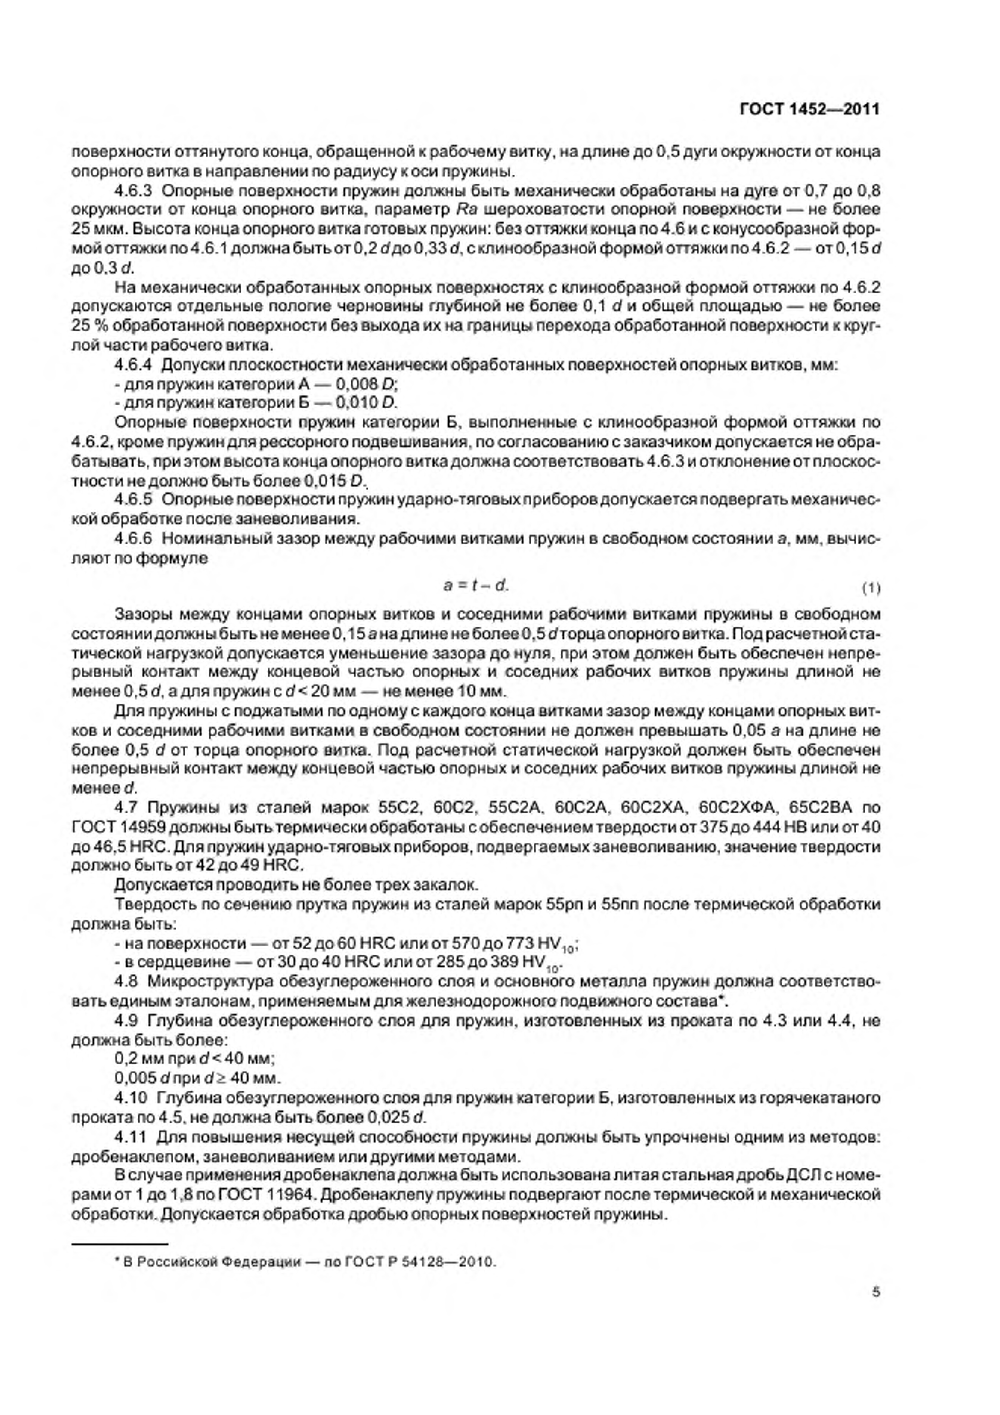 ГОСТ 1452—2011
поверхности оттянутого конца, обращенной к рабочему витку, на длине до 0,5 дуги окружности от конца
опорного витка в направлении по радиусу к оси пружины.
4.6.3 Опорные поверхности пружин должны быть механически обработаны на дуге от 0,7 до 0,8
окружности от конца опорного витка, параметр Ra шероховатости опорной поверхности — не более
25 мкм. Высота конца опорного витка готовых пружин: без оттяжки конца по 4.6 и с конусообразной фор-
мой оттяжки по 4.6.1 должна быть от 0,2 d до 0,33 d, с клинообразной формой оттяжки по 4.6.2 — от 0,15 d
до 0,3 d.
На механически обработанных опорных поверхностях с клинообразной формой оттяжки по 4.6.2
допускаются отдельные пологие черновины глубиной не более 0,1 d и общей площадью — не более
25 % обработанной поверхности без выхода их на границы перехода обработанной поверхности к круг-
лой части рабочего витка.
4.6.4 Допуски плоскостности механически обработанных поверхностей опорных витков, мм:
- для пружин категории А — 0,008 D;
- для пружин категории Б — 0,010 D.
Опорные поверхности пружин категории Б, выполненные с клинообразной формой оттяжки по
4.6.2, кроме пружин для рессорного подвешивания, по согласованию с заказчиком допускается не обра-
батывать, при этом высота конца опорного витка должна соответствовать 4.6.3 и отклонение от плоскос-
тности не должно быть более 0,015 D.
4.6.5 Опорные поверхности пружин ударно-тяговых приборов допускается подвергать механичес-
кой обработке после заневоливания.
4.6.6 Номинальный зазор между рабочими витками пружин в свободном состоянии a, мм, вычис-
ляют по формуле
a = t – d. (1)
Зазоры между концами опорных витков и соседними рабочими витками пружины в свободном
состоянии должны быть не менее 0,15 a на длине не более 0,5 d торца опорного витка. Под расчетной ста-
тической нагрузкой допускается уменьшение зазора до нуля, при этом должен быть обеспечен непре-
рывный контакт между концевой частью опорных и соседних рабочих витков пружины длиной не
менее 0,5 d, а для пружин с d < 20 мм — не менее 10 мм.
Для пружины с поджатыми по одному с каждого конца витками зазор между концами опорных вит-
ков и соседними рабочими витками в свободном состоянии не должен превышать 0,05 a на длине не
более 0,5 d от торца опорного витка. Под расчетной статической нагрузкой должен быть обеспечен
непрерывный контакт между концевой частью опорных и соседних рабочих витков пружины длиной не
менее d.
4.7 Пружины из сталей марок 55С2, 60С2, 55С2А, 60С2А, 60С2ХА, 60С2ХФА, 65С2ВА по
ГОСТ 14959 должны быть термически обработаны с обеспечением твердости от 375 до 444 НВ или от 40
до 46,5 HRC. Для пружин ударно-тяговых приборов, подвергаемых заневоливанию, значение твердости
должно быть от 42 до 49 HRC.
Допускается проводить не более трех закалок.
Твердость по сечению прутка пружин из сталей марок 55рп и 55пп после термической обработки
должна быть:
- на поверхности — от 52 до 60 HRC или от 570 до 773 HV10;
- в сердцевине — от 30 до 40 HRC или от 285 до 389 HV10.
4.8 Микроструктура обезуглероженного слоя и основного металла пружин должна соответство-
вать единым эталонам, применяемым для железнодорожного подвижного состава*.
4.9 Глубина обезуглероженного слоя для пружин, изготовленных из проката по 4.3 или 4.4, не
должна быть более:
0,2 мм при d < 40 мм;
0,005 d при d ≥ 40 мм.
4.10 Глубина обезуглероженного слоя для пружин категории Б, изготовленных из горячекатаного
проката по 4.5, не должна быть более 0,025 d.
4.11 Для повышения несущей способности пружины должны быть упрочнены одним из методов:
дробенаклепом, заневоливанием или другими методами.
В случае применения дробенаклепа должна быть использована литая стальная дробь ДСЛ с номе-
рами от 1 до 1,8 по ГОСТ 11964. Дробенаклепу пружины подвергают после термической и механической
обработки. Допускается обработка дробью опорных поверхностей пружины.
* В Российской Федерации — по ГОСТ Р 54128—2010.
5